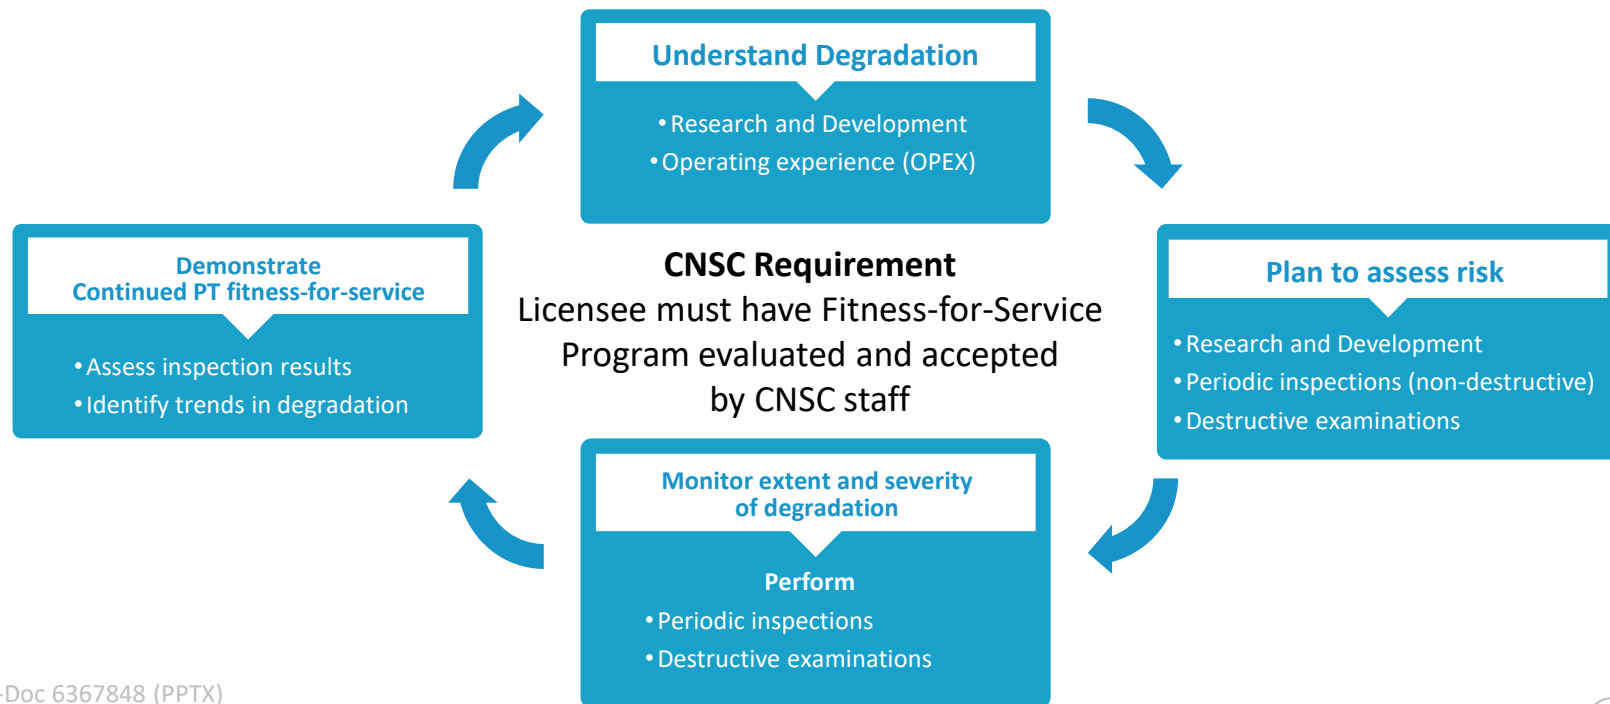 Understand Degradation
• Research and Development
• Operating experience (OPEX)
Demonstrate
Continued PT fitness-for-service
• Assess inspection results
• Identify trends in degradation
CNSC Requirement
Licensee must have Fitness-for-Service
Program evaluated and accepted
by CNSC staff
Plan to assess risk
• Research and Development
• Periodic inspections (non-destructive)
• Destructive examinations
Monitor extent and severity
of degradation
Perform
• Periodic inspections
• Destructive examinations
-Doc 6367848 (PPTX)